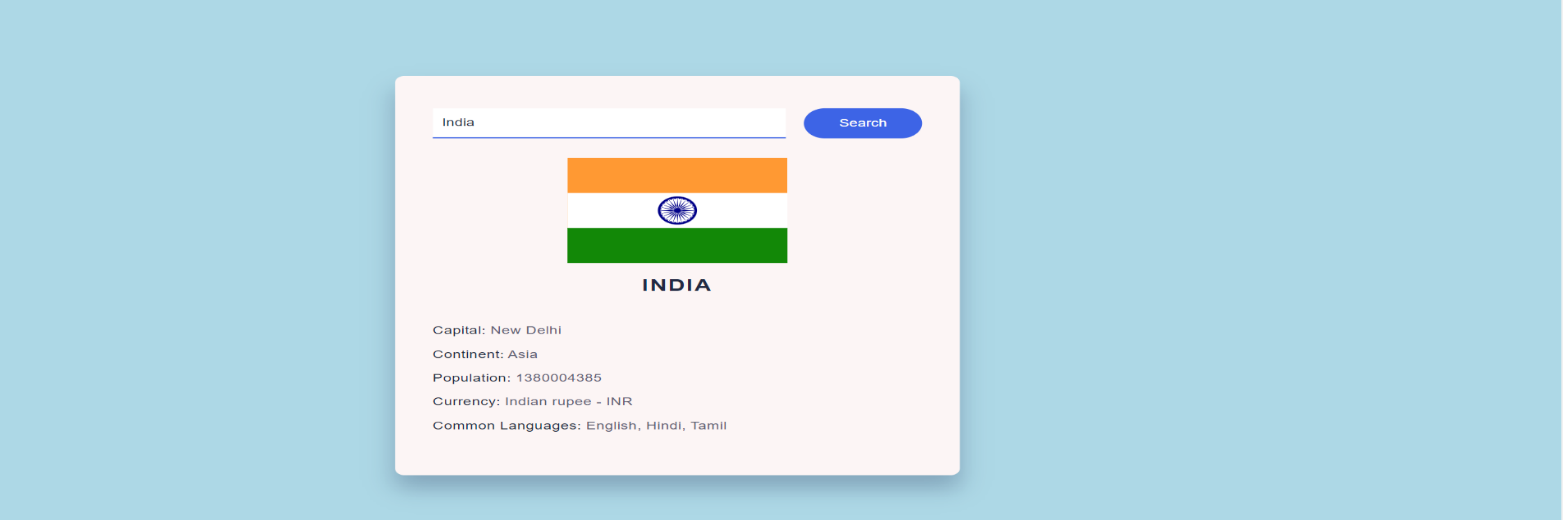 India
Search
INDIA
Capital: New Delhi
Continent: Asia
Population: 1380004385
Currency: Indian rupee - INR
Common Languages: English, Hindi, Tamil